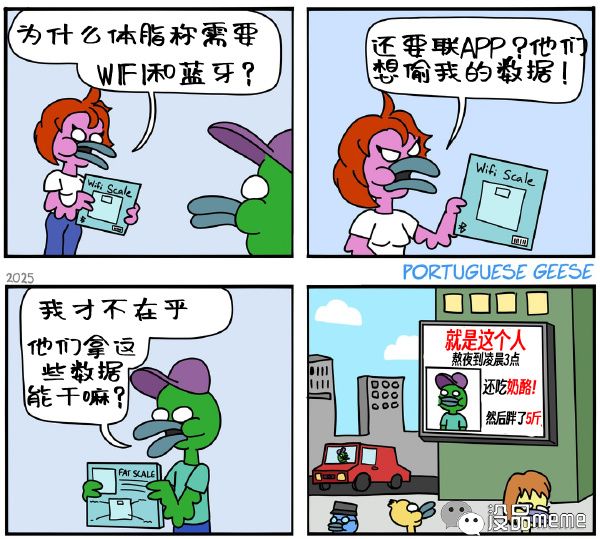 为什么体脂称需要
WIFI和蓝牙？
Wifi Scale
还要联APP？他们
想偷我的数据！
Wifi Scale
2025
PORTUGUESE GEESE
我才不在乎
他们拿这
些数据
能干嘛？
FAT SCALE
就是这个人
熬夜到凌晨3点
还吃奶酪！
然后胖了5斤
没品meme